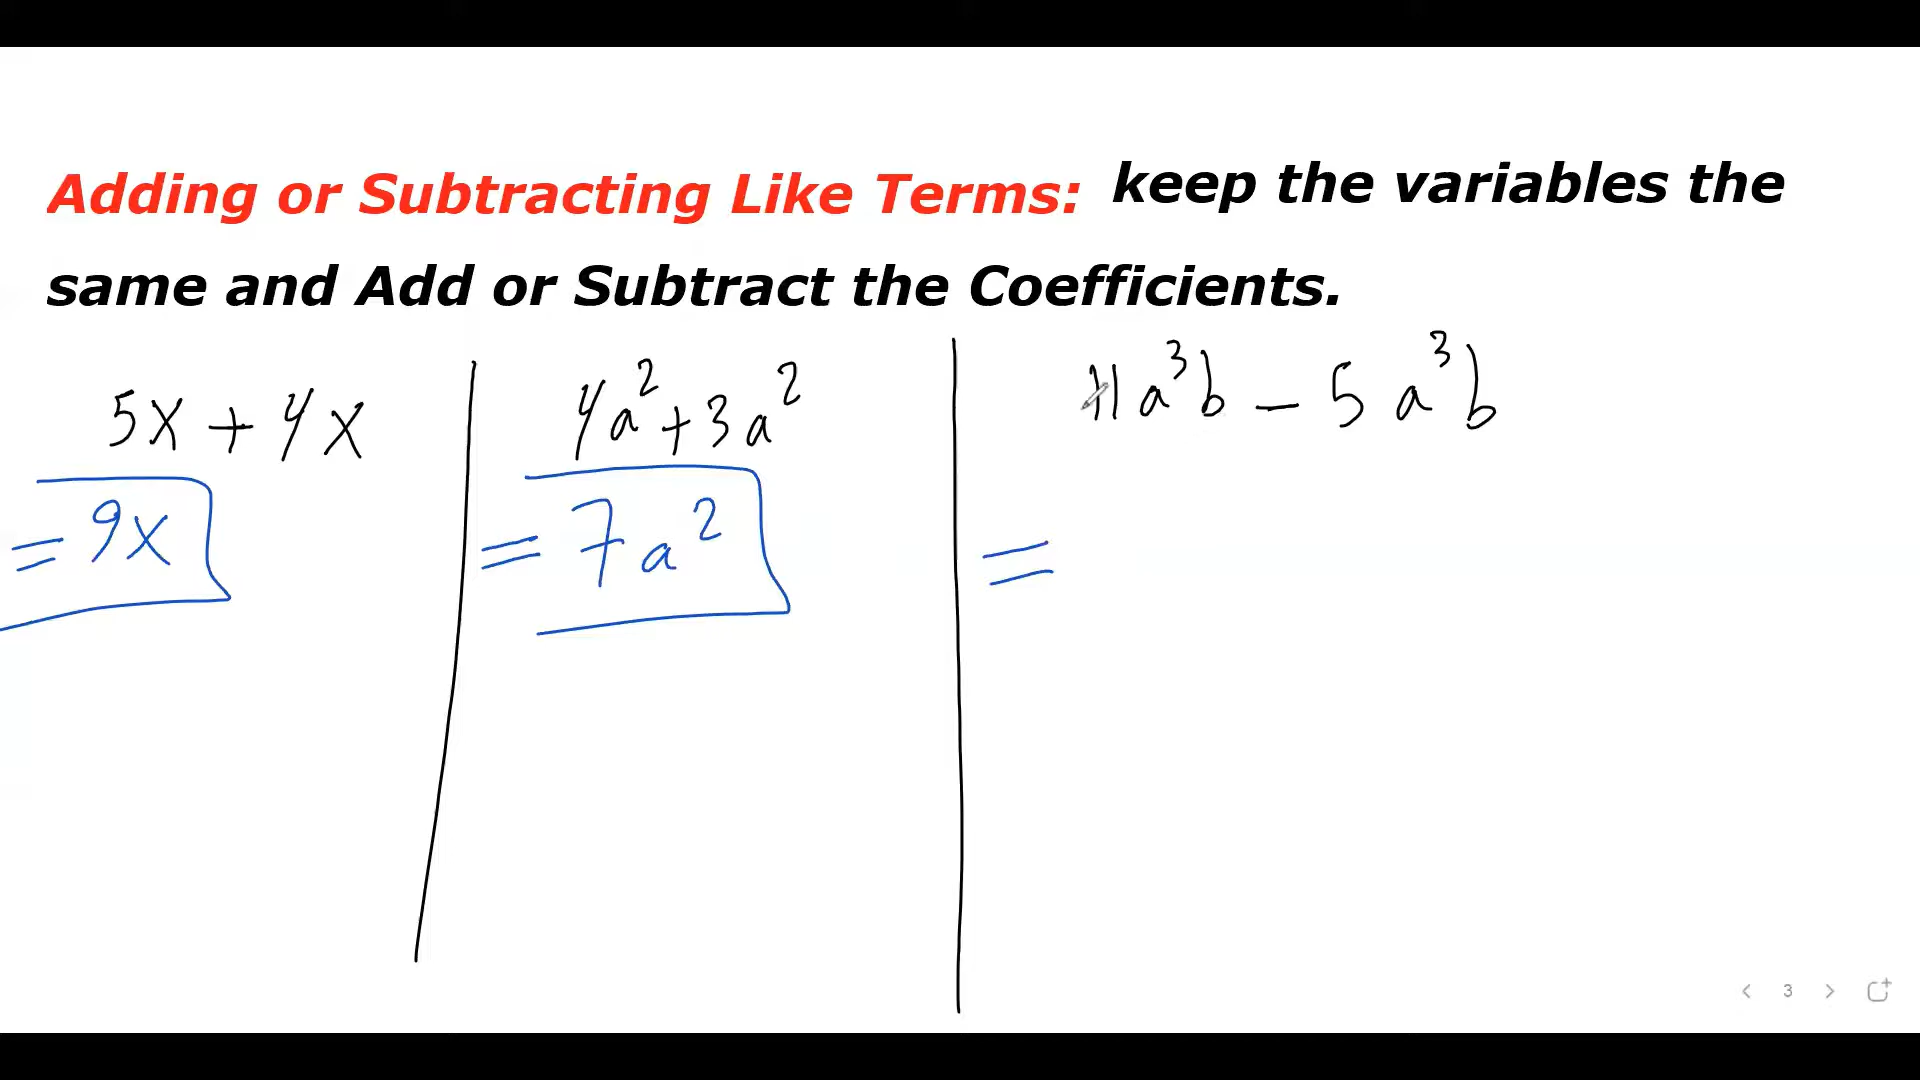 Adding or Subtracting Like Terms: keep the variables the
same and Add or Subtract the Coefficients.
5x + 4x
= 9x
4a² + 3a²
= 7a²
11a³b – 5a³b
=
< 3 >